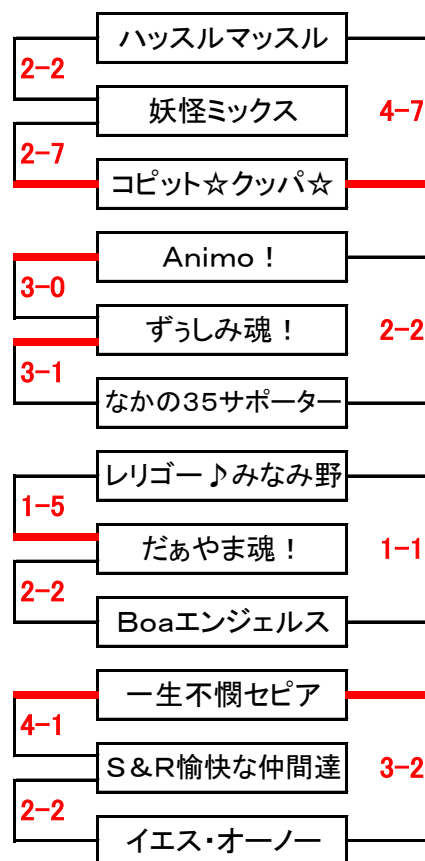 ハッスルマッスル
2-2
妖怪ミックス
4-7
2-7
コピット☆クッパ☆
Animo！
3-0
ずぅしみ魂！
2-2
3-1
なかの35サポーター
レリゴー♪みなみ野
1-5
だぁやま魂！
1-1
2-2
Boaエンジェルス
一生不憫セピア
4-1
S＆R愉快な仲間達
3-2
2-2
イエス・オーノー